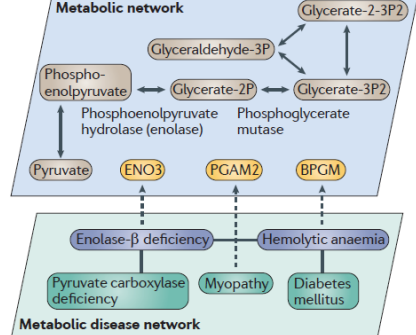 Metabolic network
Glycerate-2-3P2
Glyceraldehyde-3P
Phospho-
enolpyruvate
Glycerate-2P
Glycerate-3P2
Phosphoenolpyruvate
hydrolase (enolase)
Phosphoglycerate
mutase
Pyruvate
ENO3
PGAM2
BPGM
Enolase-β deficiency
Hemolytic anaemia
Pyruvate carboxylase
deficiency
Myopathy
Diabetes
mellitus
Metabolic disease network